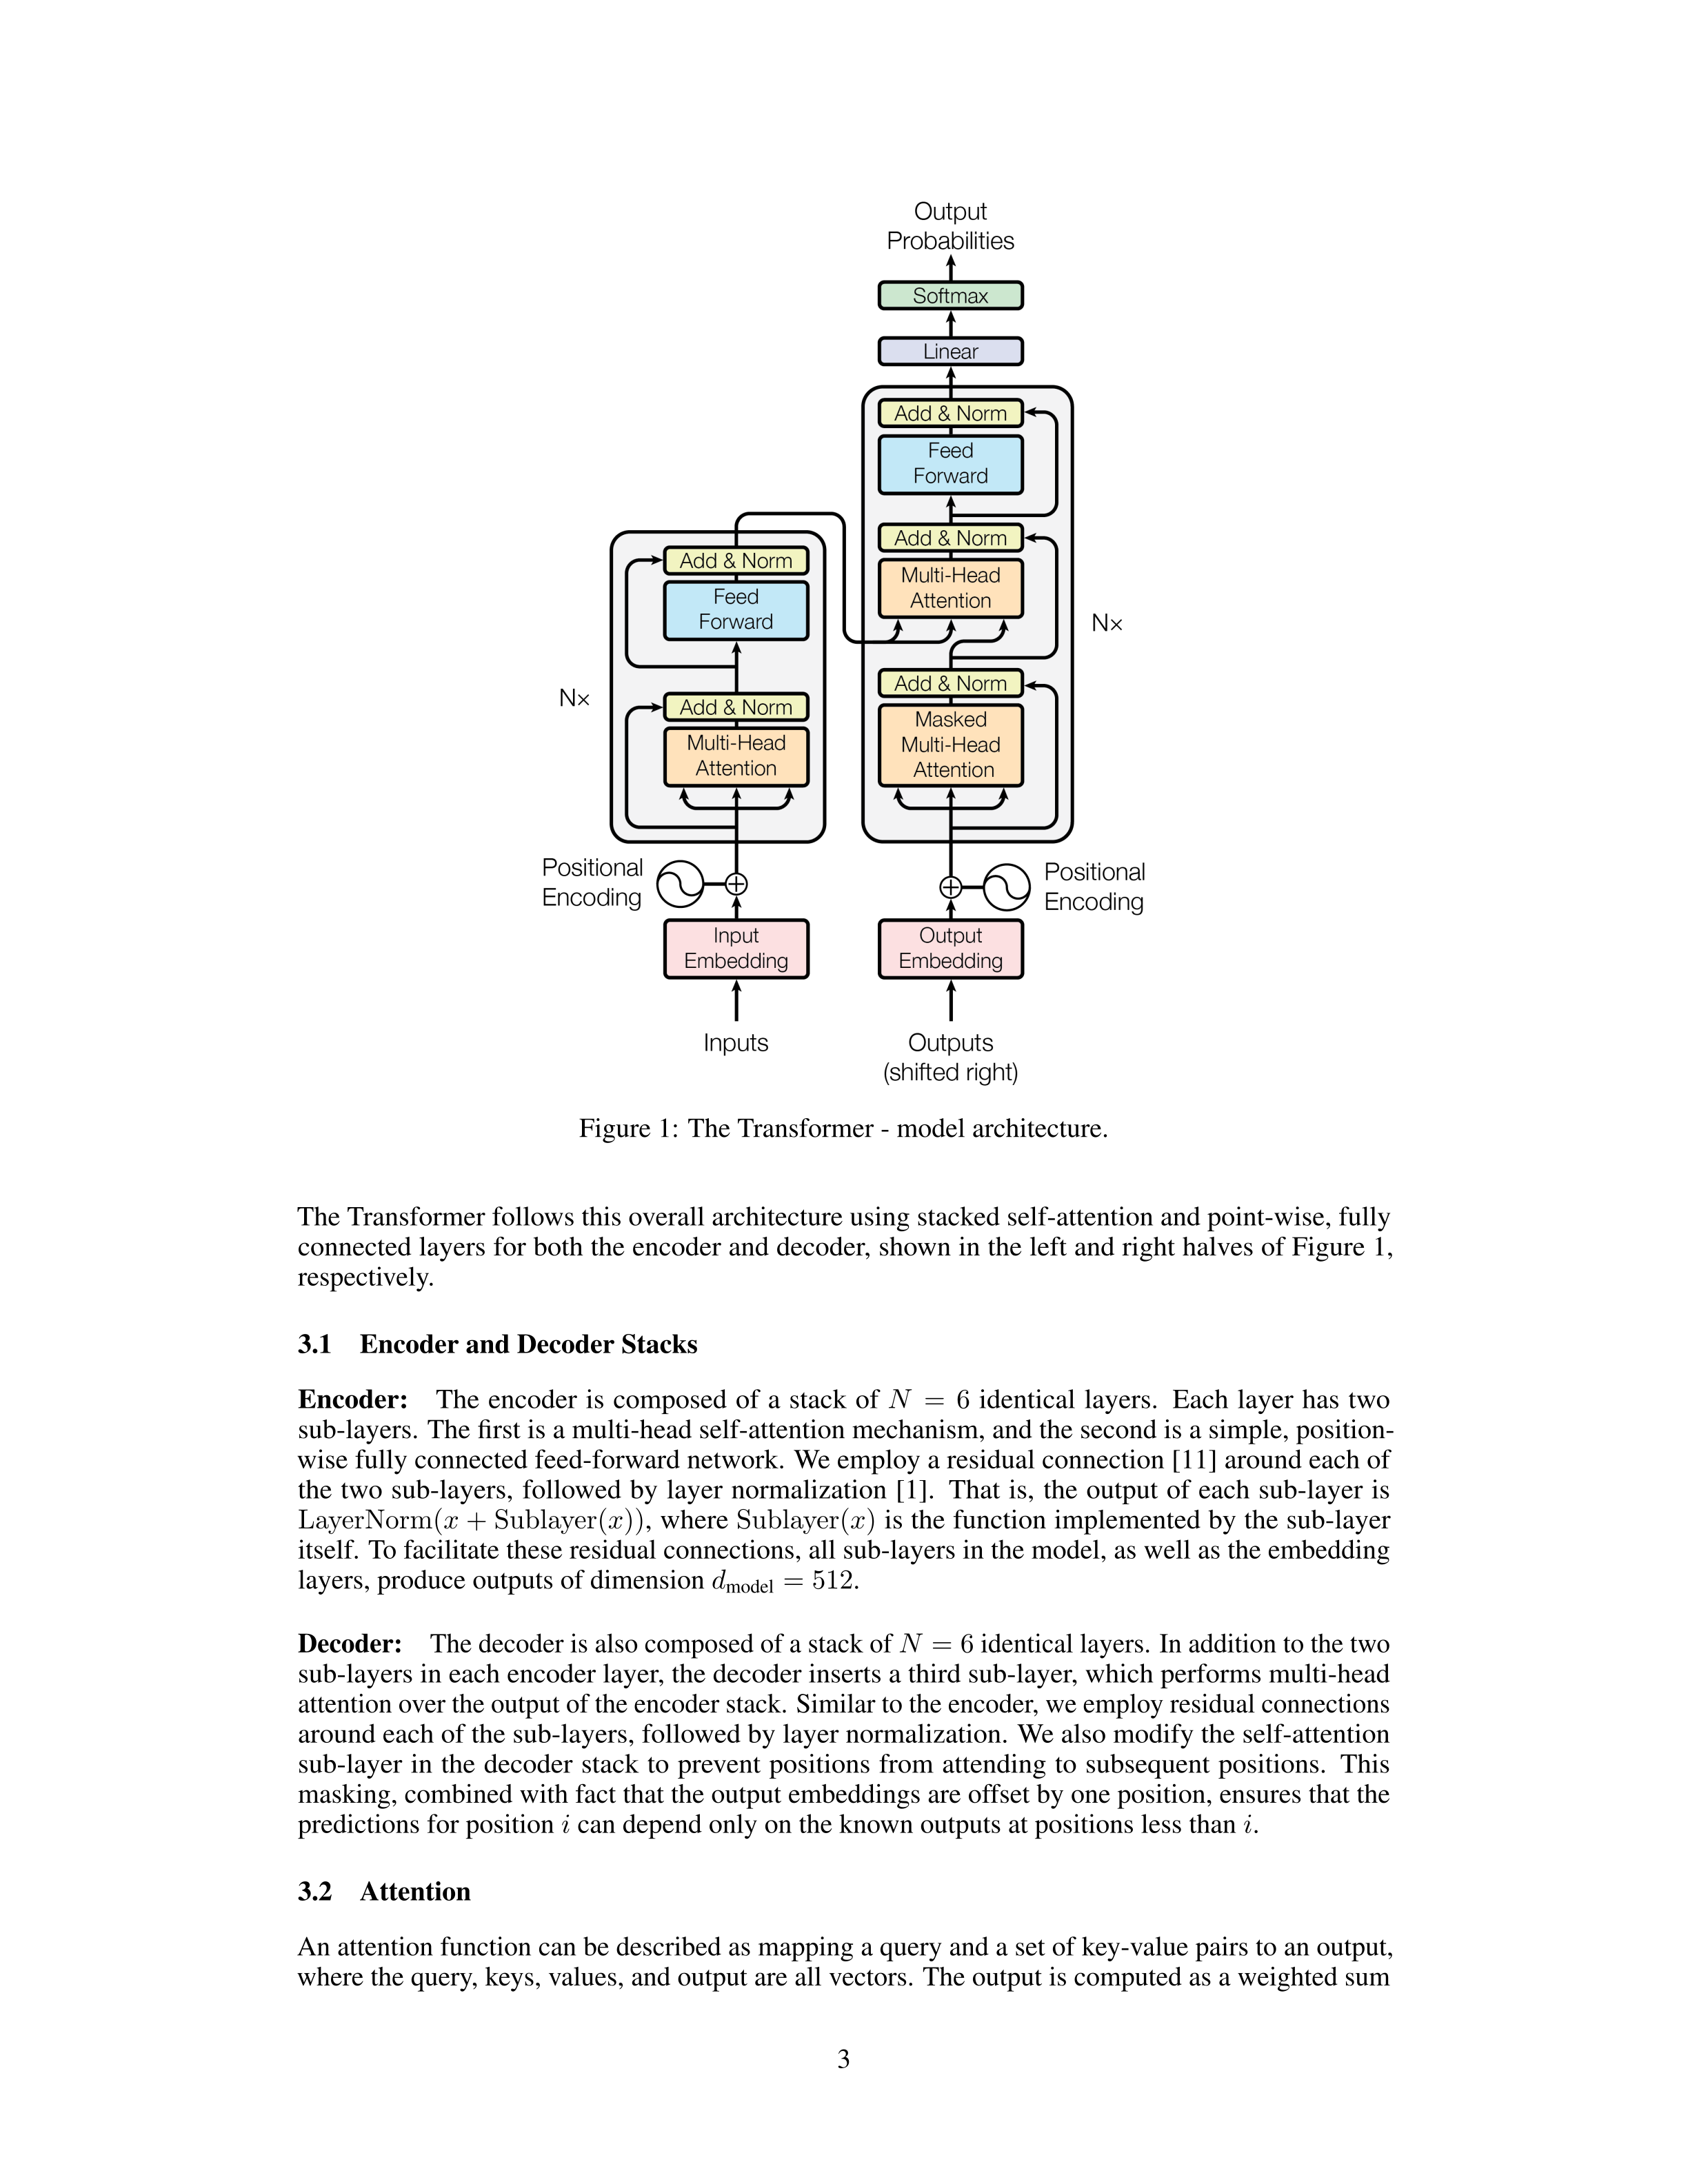 Output
Probabilities
Softmax
Linear
Add & Norm
Feed
Forward
Add & Norm
Multi-Head
Attention
Add & Norm
Masked
Multi-Head
Attention
Nx
Add & Norm
Feed
Forward
Add & Norm
Multi-Head
Attention
Nx
Positional
Encoding
Positional
Encoding
Input
Embedding
Output
Embedding
Inputs
Outputs
(shifted right)
Figure 1: The Transformer - model architecture.
The Transformer follows this overall architecture using stacked self-attention and point-wise, fully
connected layers for both the encoder and decoder, shown in the left and right halves of Figure 1,
respectively.
3.1 Encoder and Decoder Stacks
Encoder: The encoder is composed of a stack of N = 6 identical layers. Each layer has two
sub-layers. The first is a multi-head self-attention mechanism, and the second is a simple, position-
wise fully connected feed-forward network. We employ a residual connection [11] around each of
the two sub-layers, followed by layer normalization [1]. That is, the output of each sub-layer is
LayerNorm(x + Sublayer(x)), where Sublayer(x) is the function implemented by the sub-layer
itself. To facilitate these residual connections, all sub-layers in the model, as well as the embedding
layers, produce outputs of dimension dmodel = 512.
Decoder: The decoder is also composed of a stack of N = 6 identical layers. In addition to the two
sub-layers in each encoder layer, the decoder inserts a third sub-layer, which performs multi-head
attention over the output of the encoder stack. Similar to the encoder, we employ residual connections
around each of the sub-layers, followed by layer normalization. We also modify the self-attention
sub-layer in the decoder stack to prevent positions from attending to subsequent positions. This
masking, combined with fact that the output embeddings are offset by one position, ensures that the
predictions for position i can depend only on the known outputs at positions less than i.
3.2 Attention
An attention function can be described as mapping a query and a set of key-value pairs to an output,
where the query, keys, values, and output are all vectors. The output is computed as a weighted sum
3